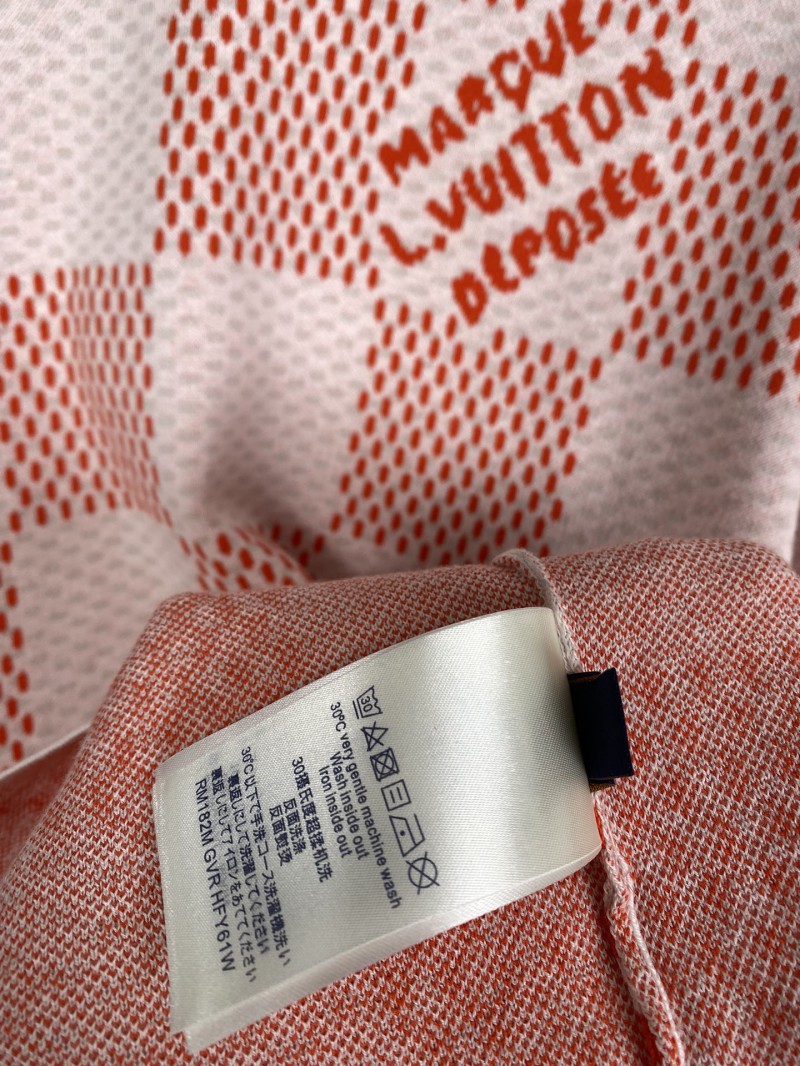 MARQUE
L.VUITTON
DÉPOSÉE
30
30°C very gentle machine wash
Wash inside out
Iron inside out
30攝氏度超揉机洗
反面洗涤
反面熨烫
30°C以下で手洗コース洗濯機洗い
裏返しにして洗濯してください
裏返しにしてアイロンをあててください
RM182M GVR HFY61W